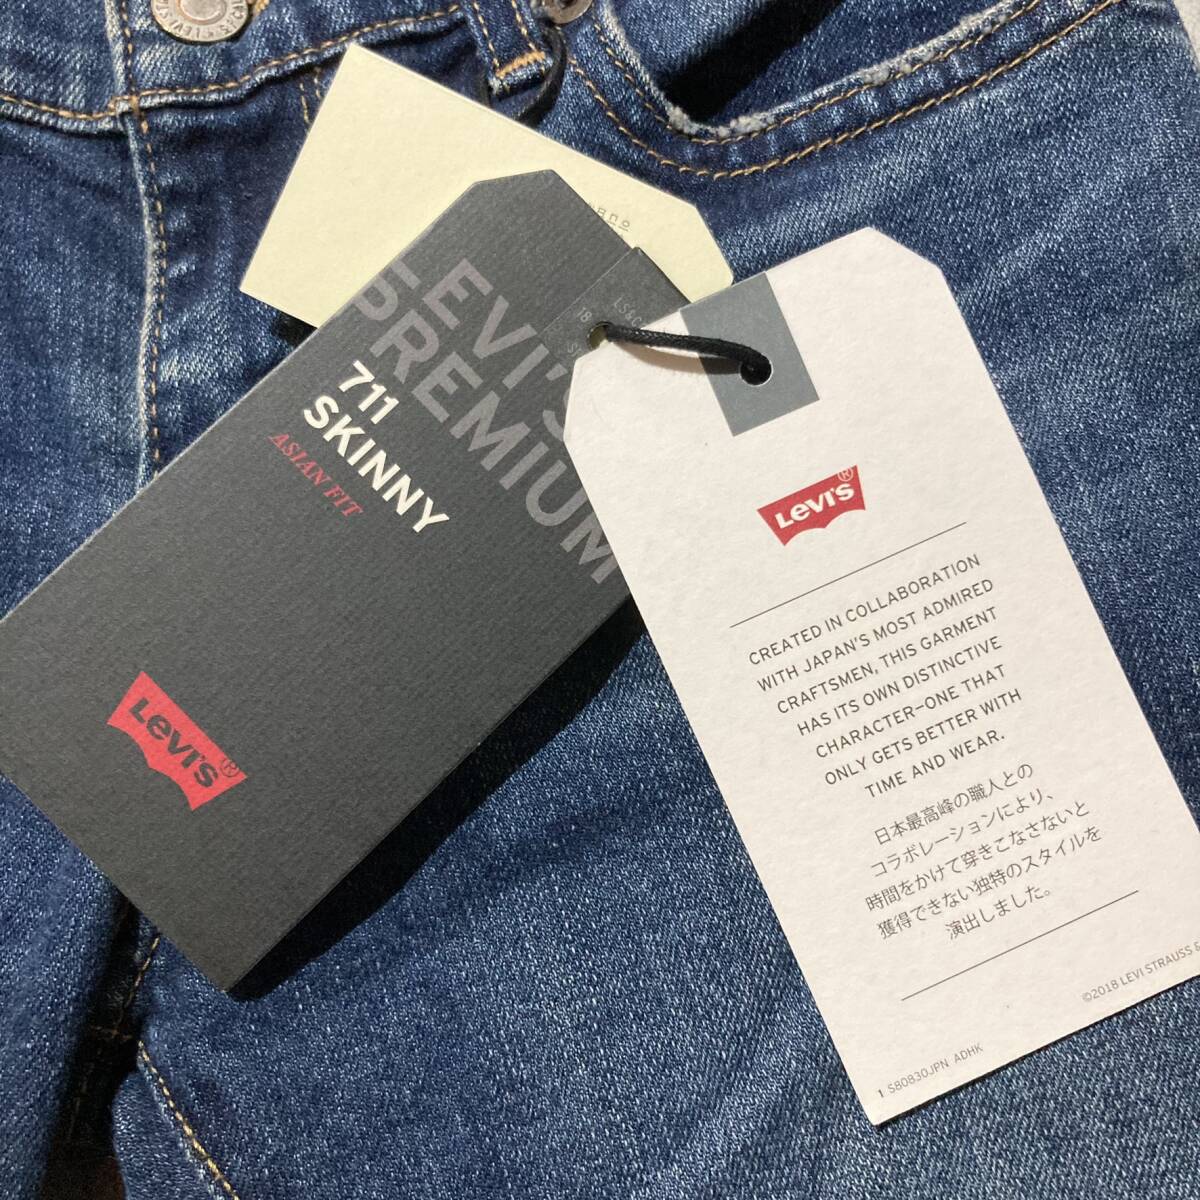 LEVI'S
PREMIUM
711
SKINNY
ASIAN FIT
Levi's®
18
LS&C
Levi's®
CREATED IN COLLABORATION
WITH JAPAN'S MOST ADMIRED
CRAFTSMEN, THIS GARMENT
HAS ITS OWN DISTINCTIVE
CHARACTER—ONE THAT
ONLY GETS BETTER WITH
TIME AND WEAR.
日本最高峰の職人との
コラボレーションにより、
時間をかけて穿きこなさないと
獲得できない独特のスタイルを
演出しました。
©2018 LEVI STRAUSS &
1 S80830JPN ADHK